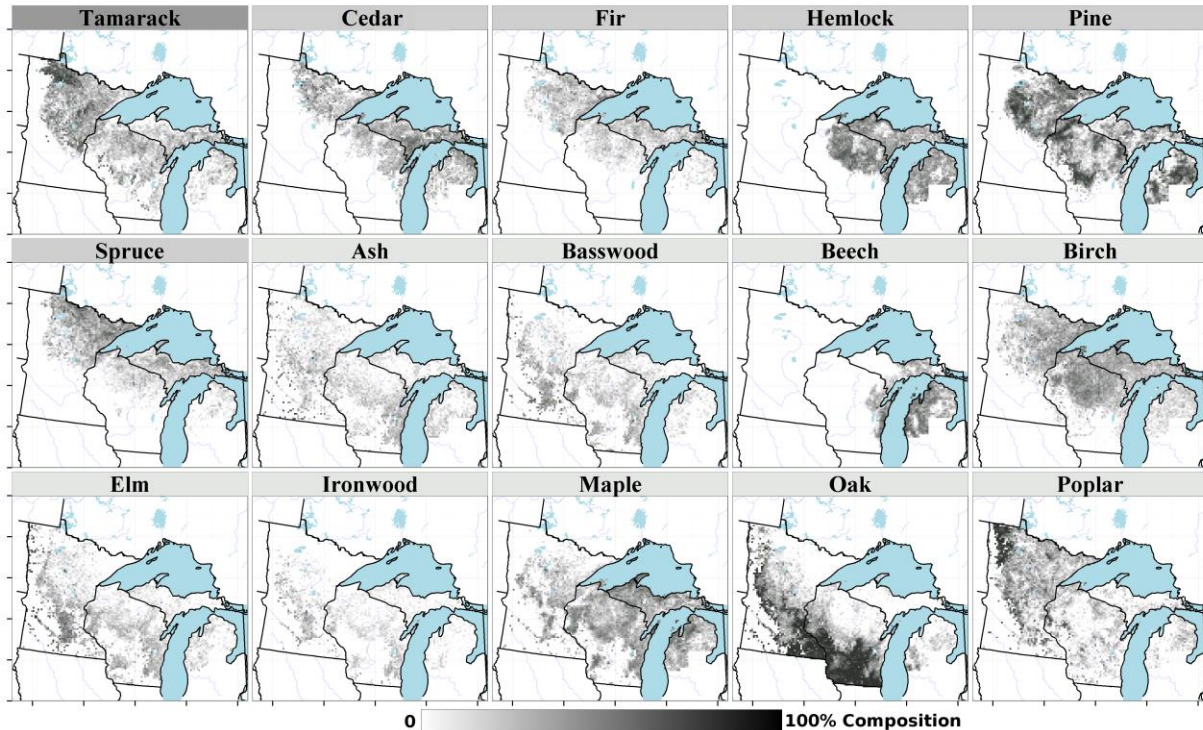 Tamarack Cedar Fir Hemlock Pine
Spruce Ash Basswood Beech Birch
Elm Ironwood Maple Oak Poplar
0 100% Composition